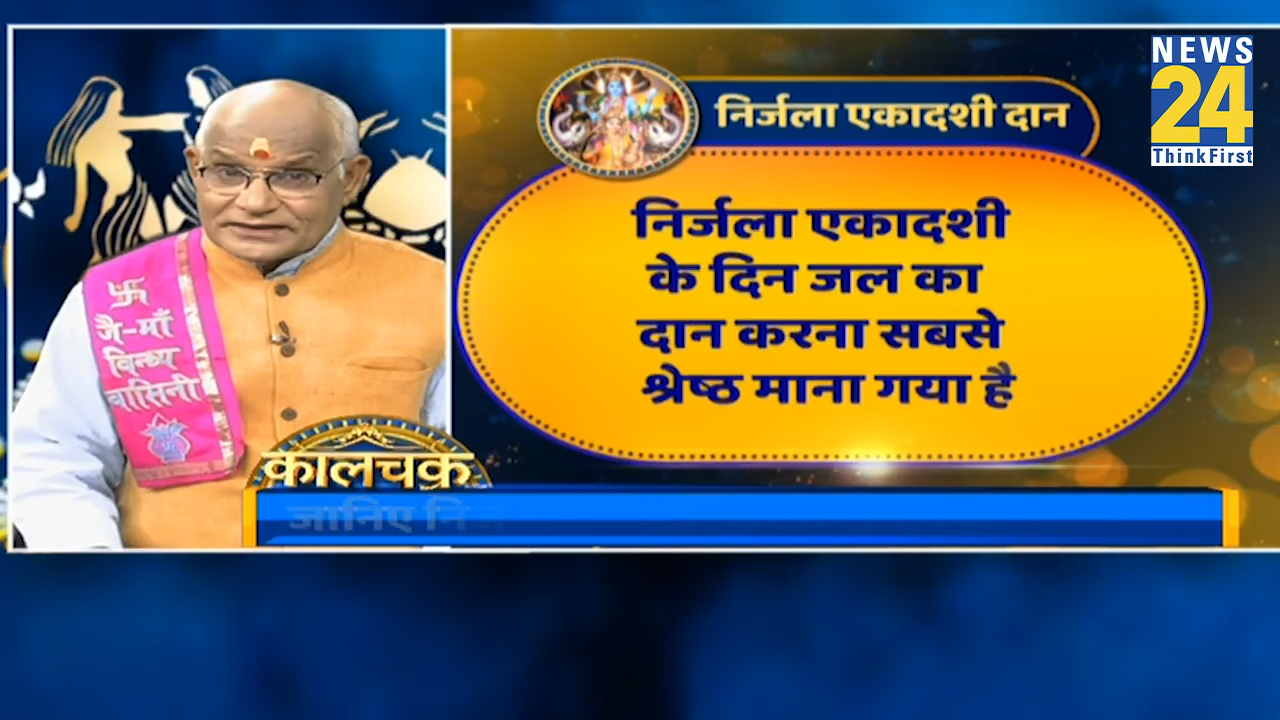 NEWS
24
ThinkFirst
निर्जला एकादशी दान
निर्जला एकादशी
के दिन जल का
दान करना सबसे
श्रेष्ठ माना गया है
जै-माँ
विन्ध्य
वासिनी
कालचक्र
जानिए